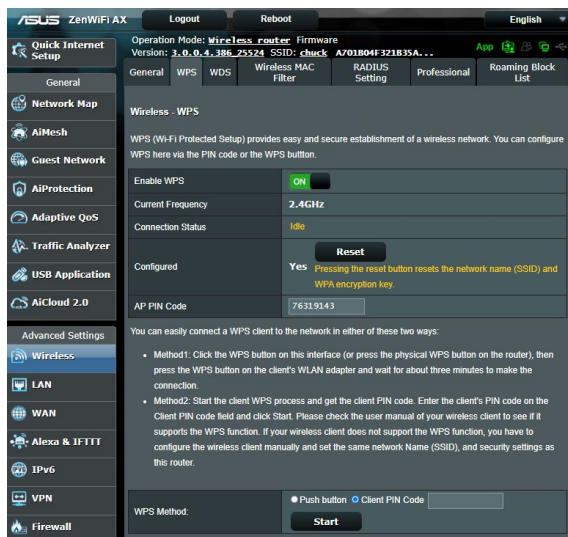 ASUS ZenWiFi AX Logout Reboot English
Quick Internet Setup
Operation Mode: Wireless router Firmware
Version: 3.0.0.4.386_25524 SSID: chuck A701B04F321B35A...
App
General WPS WDS Wireless MAC Filter RADIUS Setting Professional Roaming Block List
General
Network Map
AiMesh
Guest Network
AiProtection
Adaptive QoS
Traffic Analyzer
USB Application
AiCloud 2.0
Advanced Settings
Wireless
LAN
WAN
Alexa & IFTTT
IPv6
VPN
Firewall
Wireless - WPS
WPS (Wi-Fi Protected Setup) provides easy and secure establishment of a wireless network. You can configure
WPS here via the PIN code or the WPS buttton.
Enable WPS ON
Current Frequency 2.4GHz
Connection Status Idle
Configured Yes Reset
Pressing the reset button resets the network name (SSID) and
WPA encryption key.
AP PIN Code 76319143
You can easily connect a WPS client to the network in either of these two ways:
• Method1: Click the WPS button on this interface (or press the physical WPS button on the router), then
press the WPS button on the client's WLAN adapter and wait for about three minutes to make the
connection.
• Method2: Start the client WPS process and get the client PIN code. Enter the client's PIN code on the
Client PIN code field and click Start. Please check the user manual of your wireless client to see if it
supports the WPS function. If your wireless client does not support the WPS function, you have to
configure the wireless client manually and set the same network Name (SSID), and security settings as
this router.
WPS Method: Push button Client PIN Code
Start